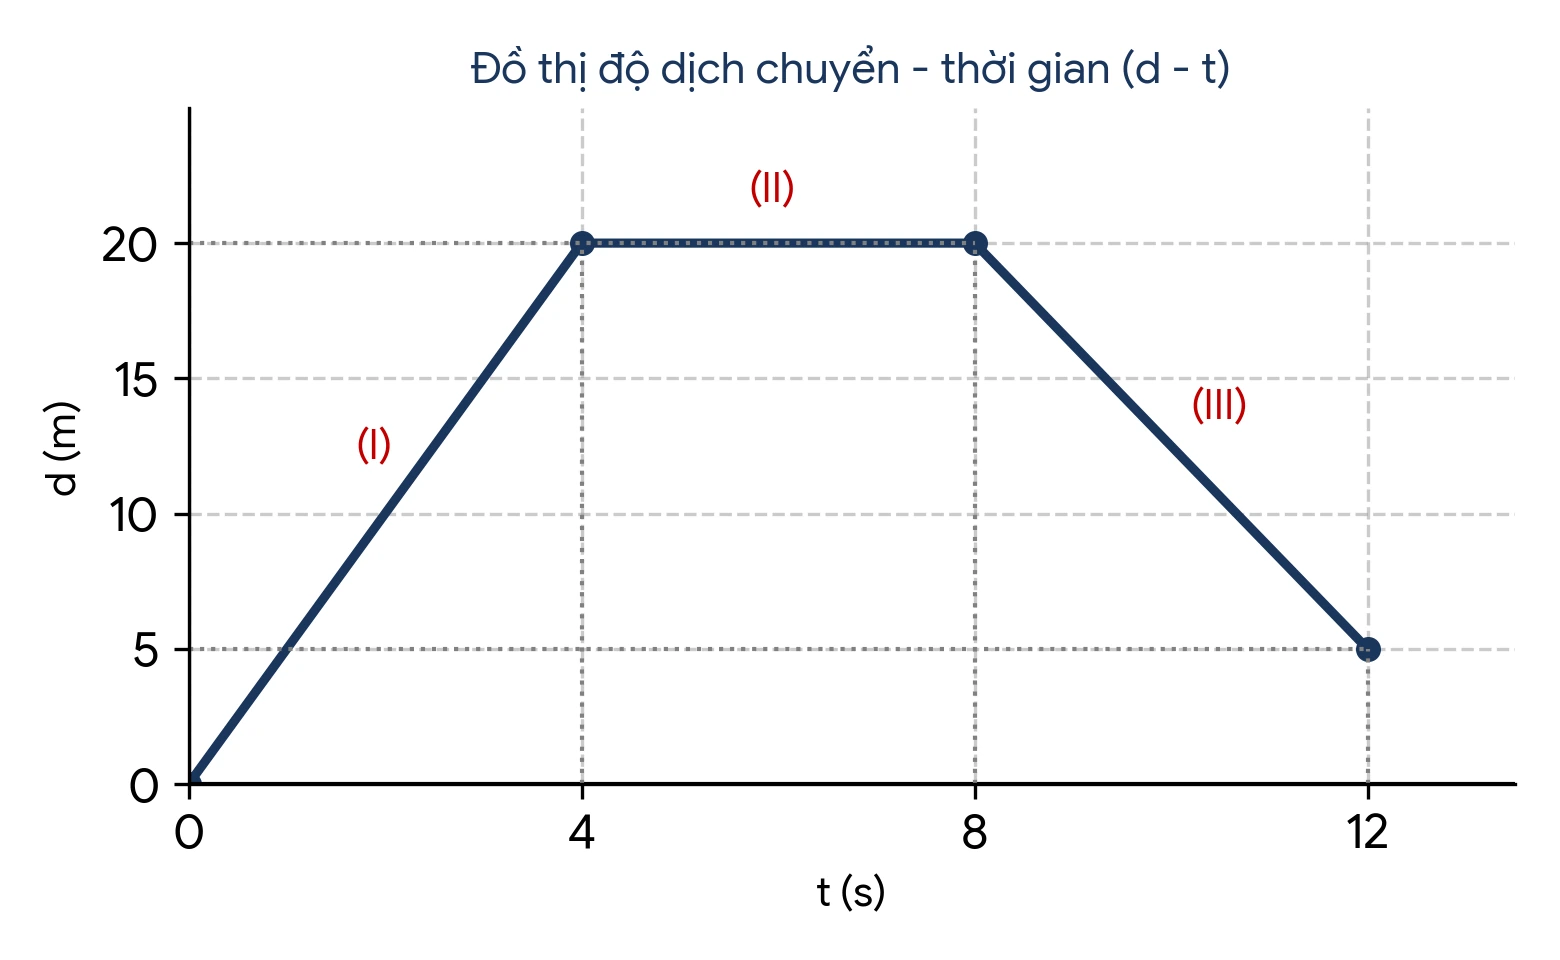 Đồ thị độ dịch chuyển - thời gian (d - t)
(II)
20
15
(III)
(I)
d (m)
10
5
0
0 4 8 12
t (s)